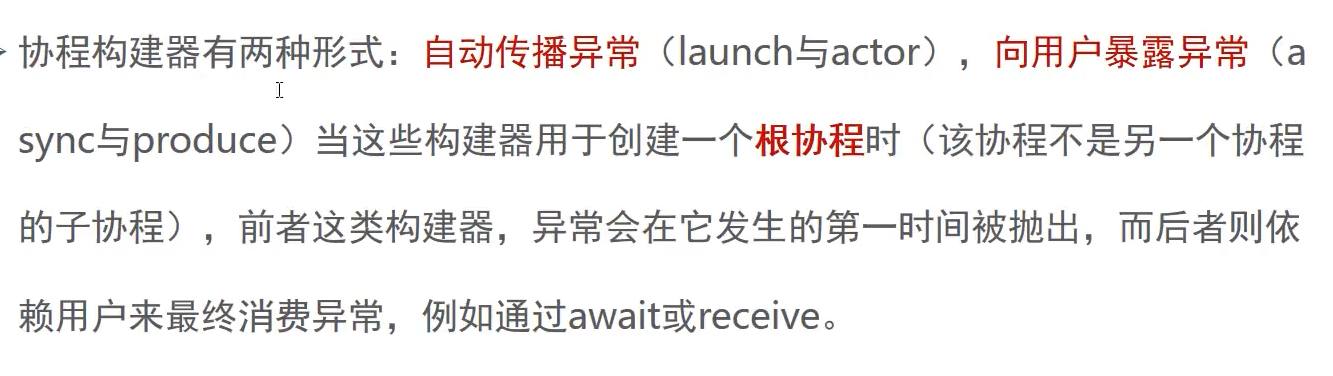 协程构建器有两种形式：自动传播异常（launch与actor），向用户暴露异常（a
sync与produce）当这些构建器用于创建一个根协程时（该协程不是另一个协程
的子协程），前者这类构建器，异常会在它发生的第一时间被抛出，而后者则依
赖用户来最终消费异常，例如通过await或receive。